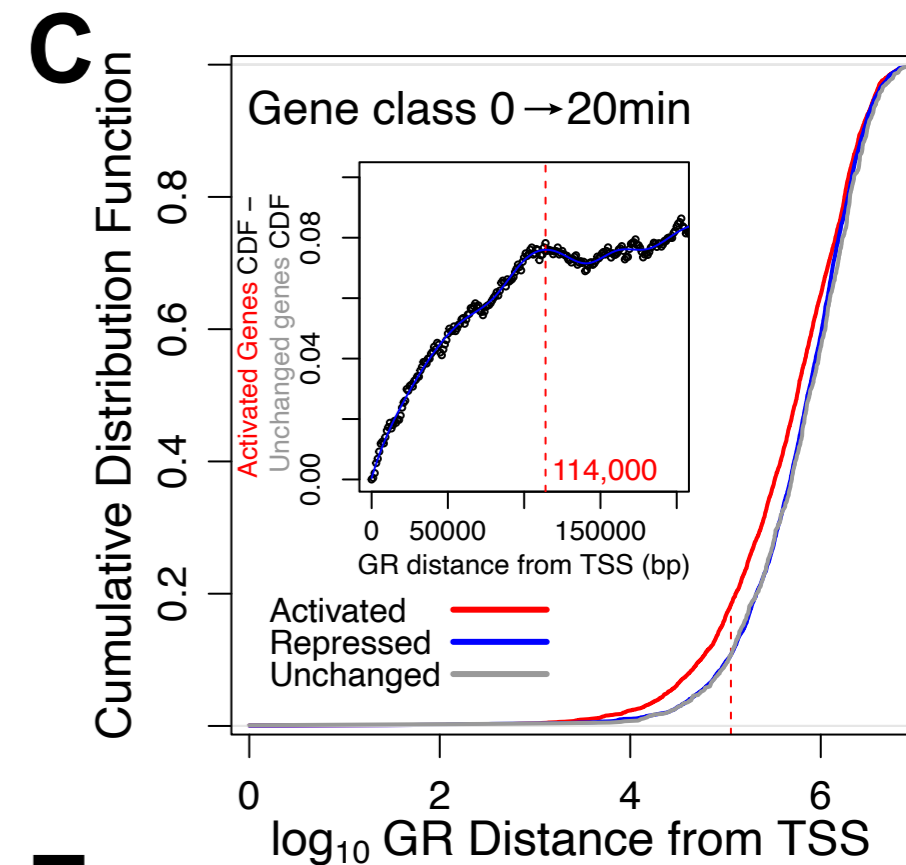 C
Gene class 0→20min
Cumulative Distribution Function
0.2
0.4
0.6
0.8
Activated Genes CDF –
Unchanged genes CDF
0.00
0.04
0.08
114,000
0
50000
150000
GR distance from TSS (bp)
Activated
Repressed
Unchanged
0
2
4
6
log₁₀ GR Distance from TSS